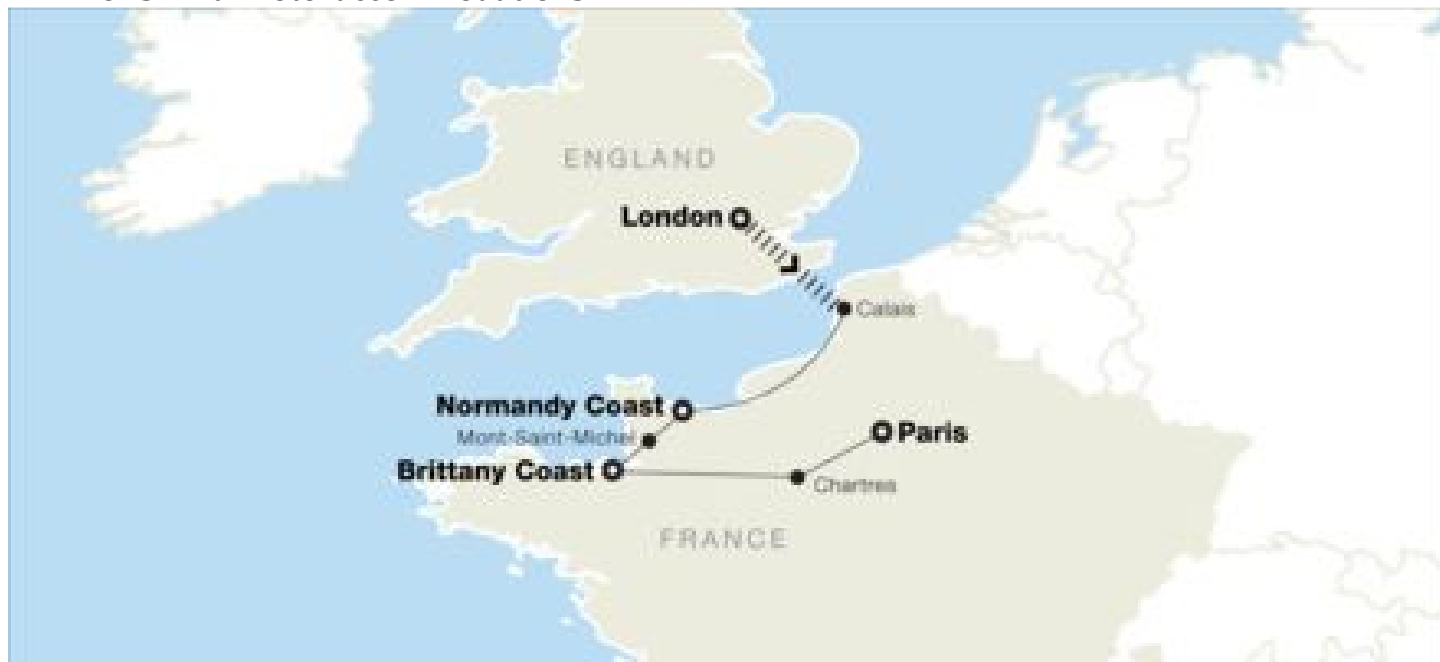 ENGLAND
London
Calais
Normandy Coast
Mont-Saint-Michel
Paris
Brittany Coast
Chartres
FRANCE